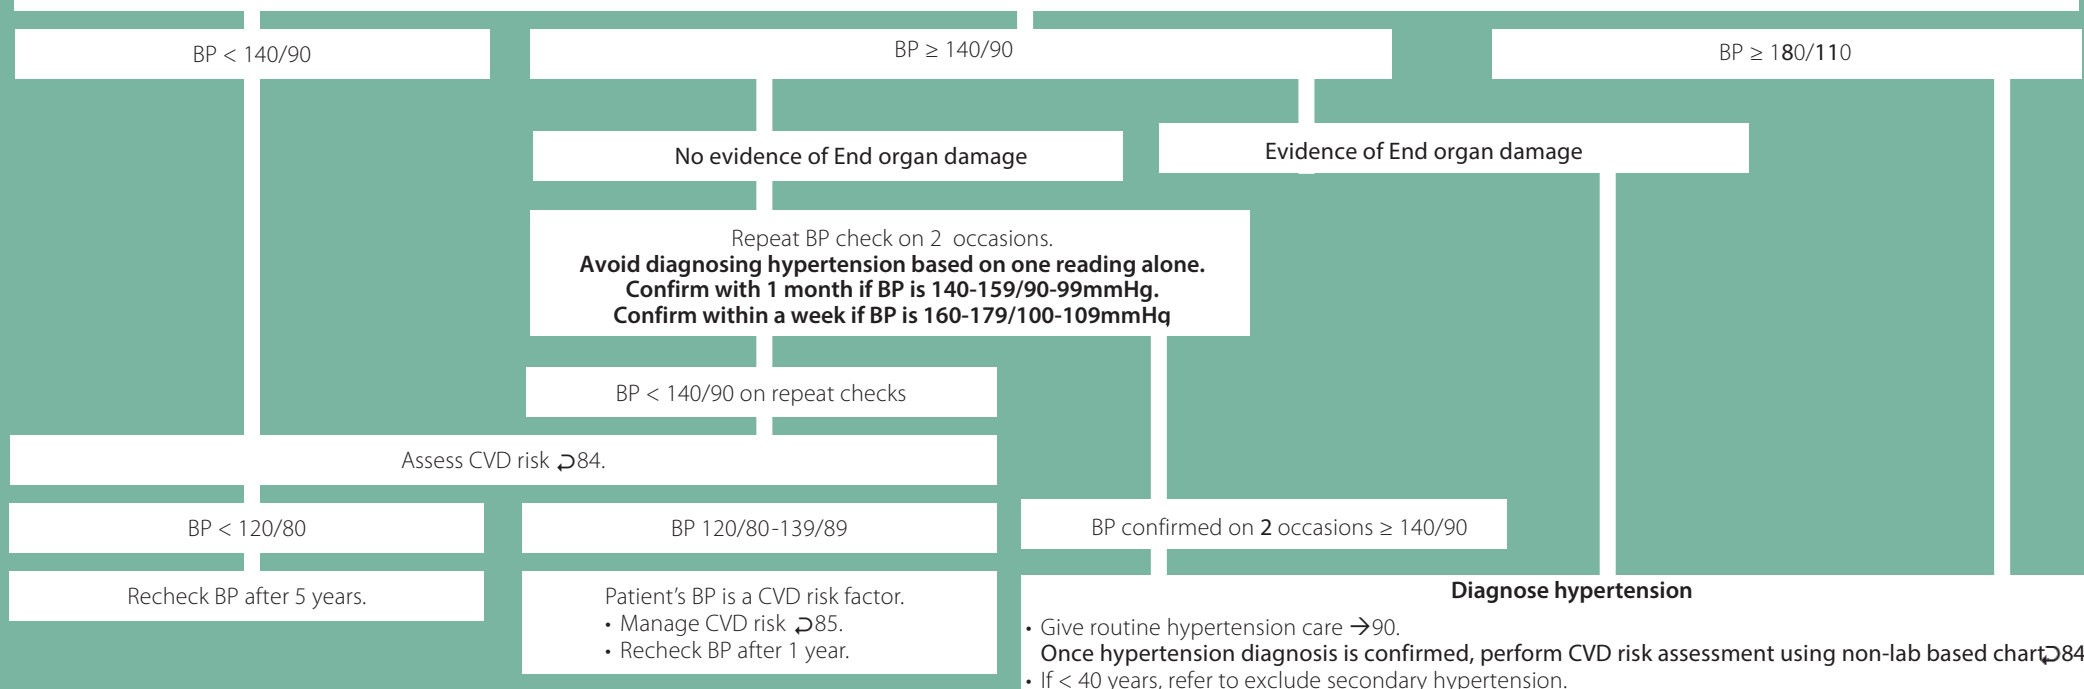 BP < 140/90
BP ≥ 140/90
BP ≥ 180/110
No evidence of End organ damage
Evidence of End organ damage
Repeat BP check on 2 occasions.
Avoid diagnosing hypertension based on one reading alone.
Confirm with 1 month if BP is 140-159/90-99mmHg.
Confirm within a week if BP is 160-179/100-109mmHg
BP < 140/90 on repeat checks
Assess CVD risk ⮌84.
BP < 120/80
BP 120/80-139/89
BP confirmed on 2 occasions ≥ 140/90
Recheck BP after 5 years.
Patient’s BP is a CVD risk factor.
• Manage CVD risk ⮌85.
• Recheck BP after 1 year.
Diagnose hypertension
• Give routine hypertension care →90.
Once hypertension diagnosis is confirmed, perform CVD risk assessment using non-lab based chart⮌84
• If < 40 years, refer to exclude secondary hypertension.